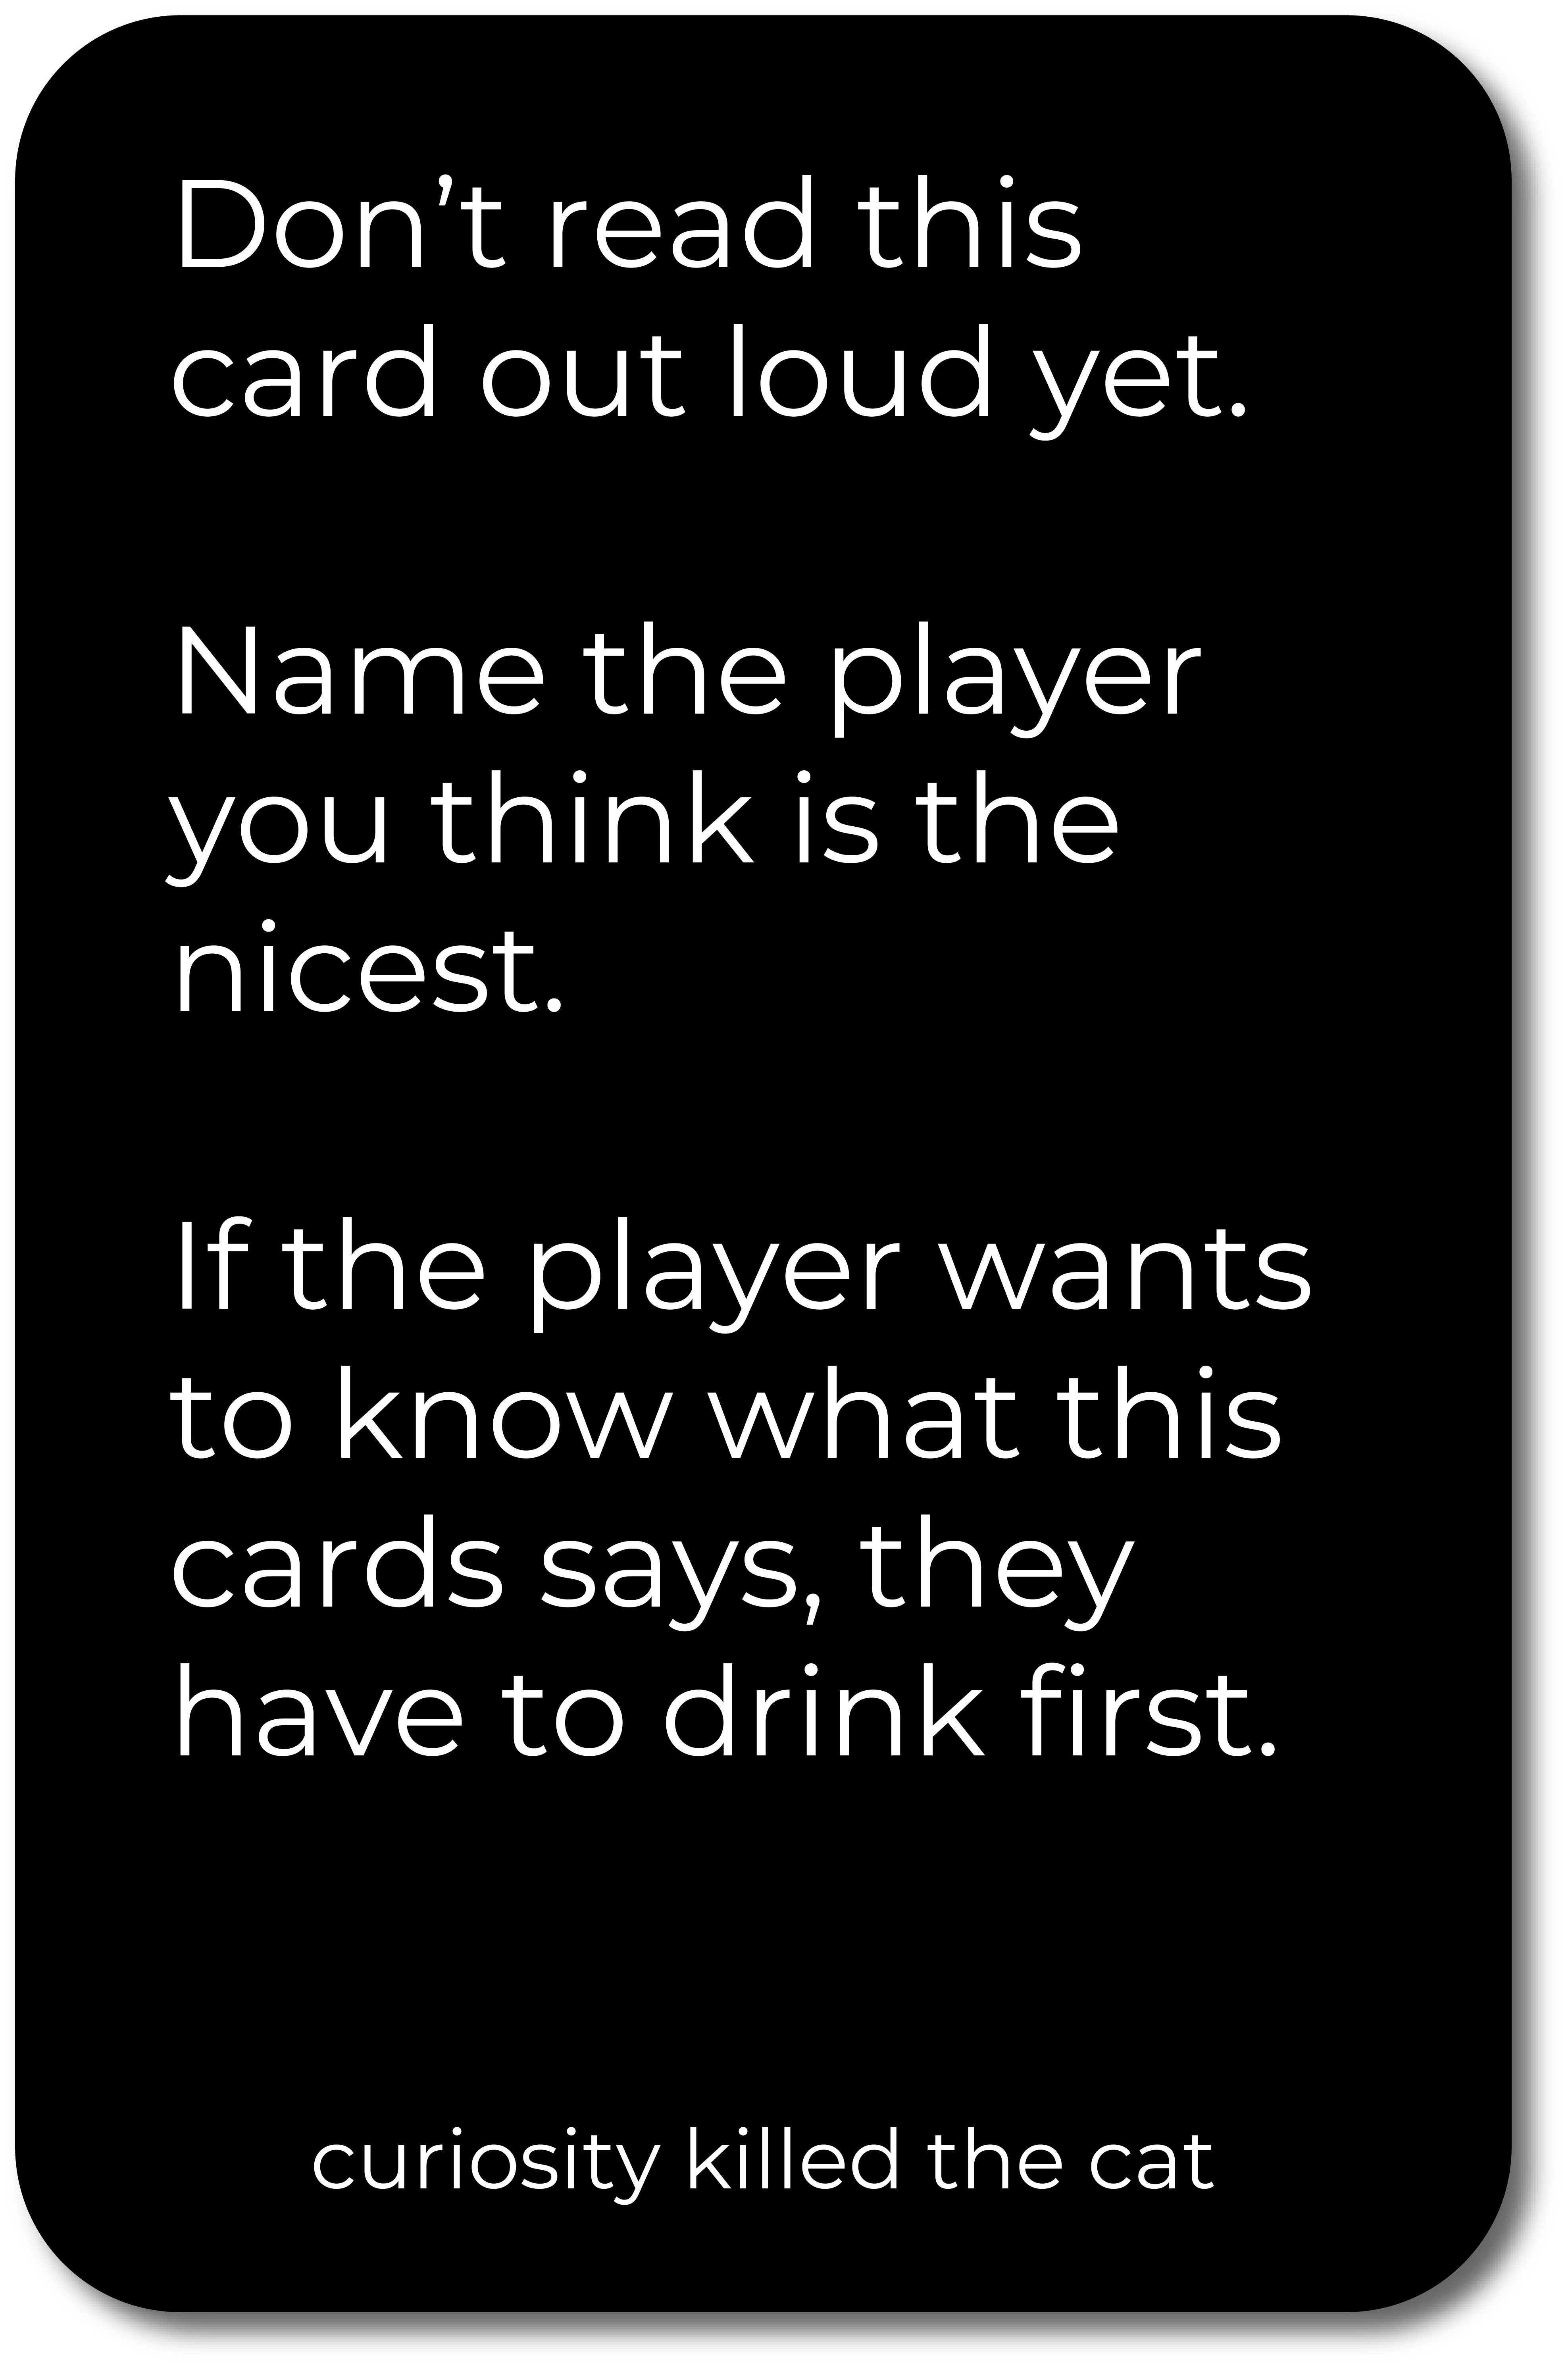 Don’t read this
card out loud yet.
Name the player
you think is the
nicest.
If the player wants
to know what this
cards says, they
have to drink first.
curiosity killed the cat